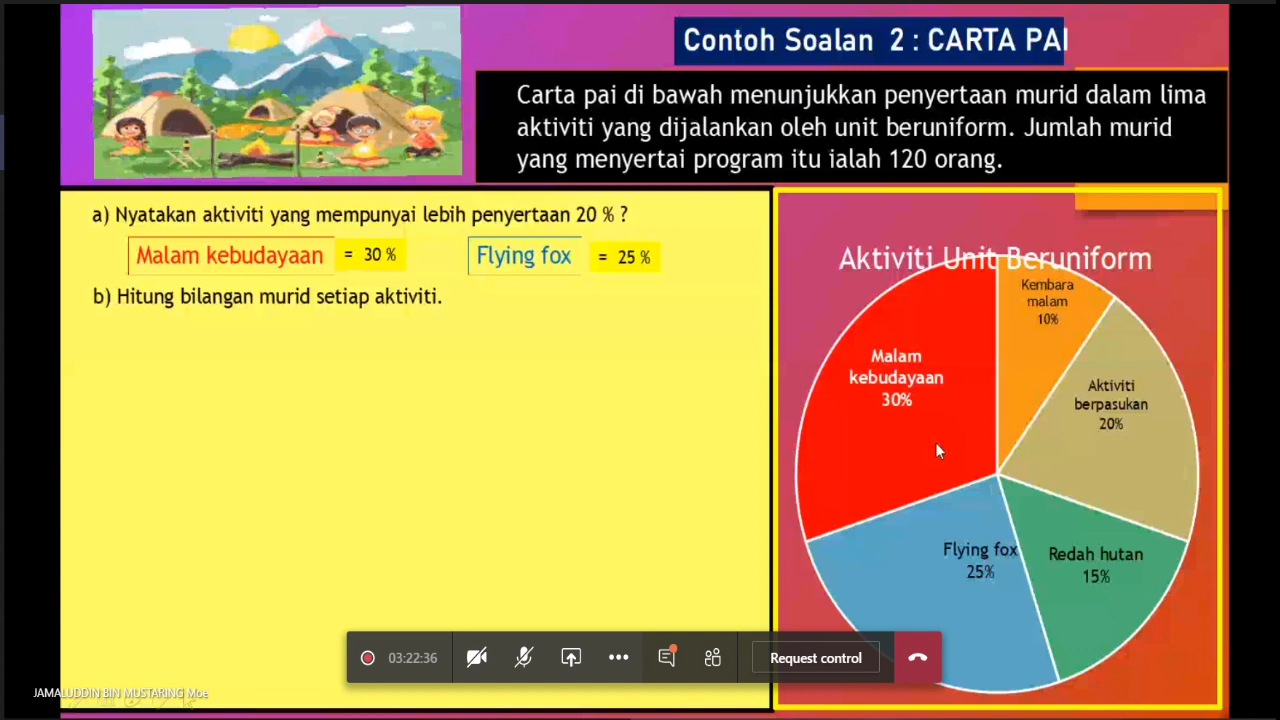 Contoh Soalan 2 : CARTA PAI
Carta pai di bawah menunjukkan penyertaan murid dalam lima
aktiviti yang dijalankan oleh unit beruniform. Jumlah murid
yang menyertai program itu ialah 120 orang.
a) Nyatakan aktiviti yang mempunyai lebih penyertaan 20 % ?
Malam kebudayaan = 30 % Flying fox = 25 %
b) Hitung bilangan murid setiap aktiviti.
Aktiviti Unit Beruniform
Kembara
malam
10%
Malam
kebudayaan
30%
Aktiviti
berpasukan
20%
Flying fox
25%
Redah hutan
15%
03:22:36
Request control
JAMALUDDIN BIN MUSTARING Moe